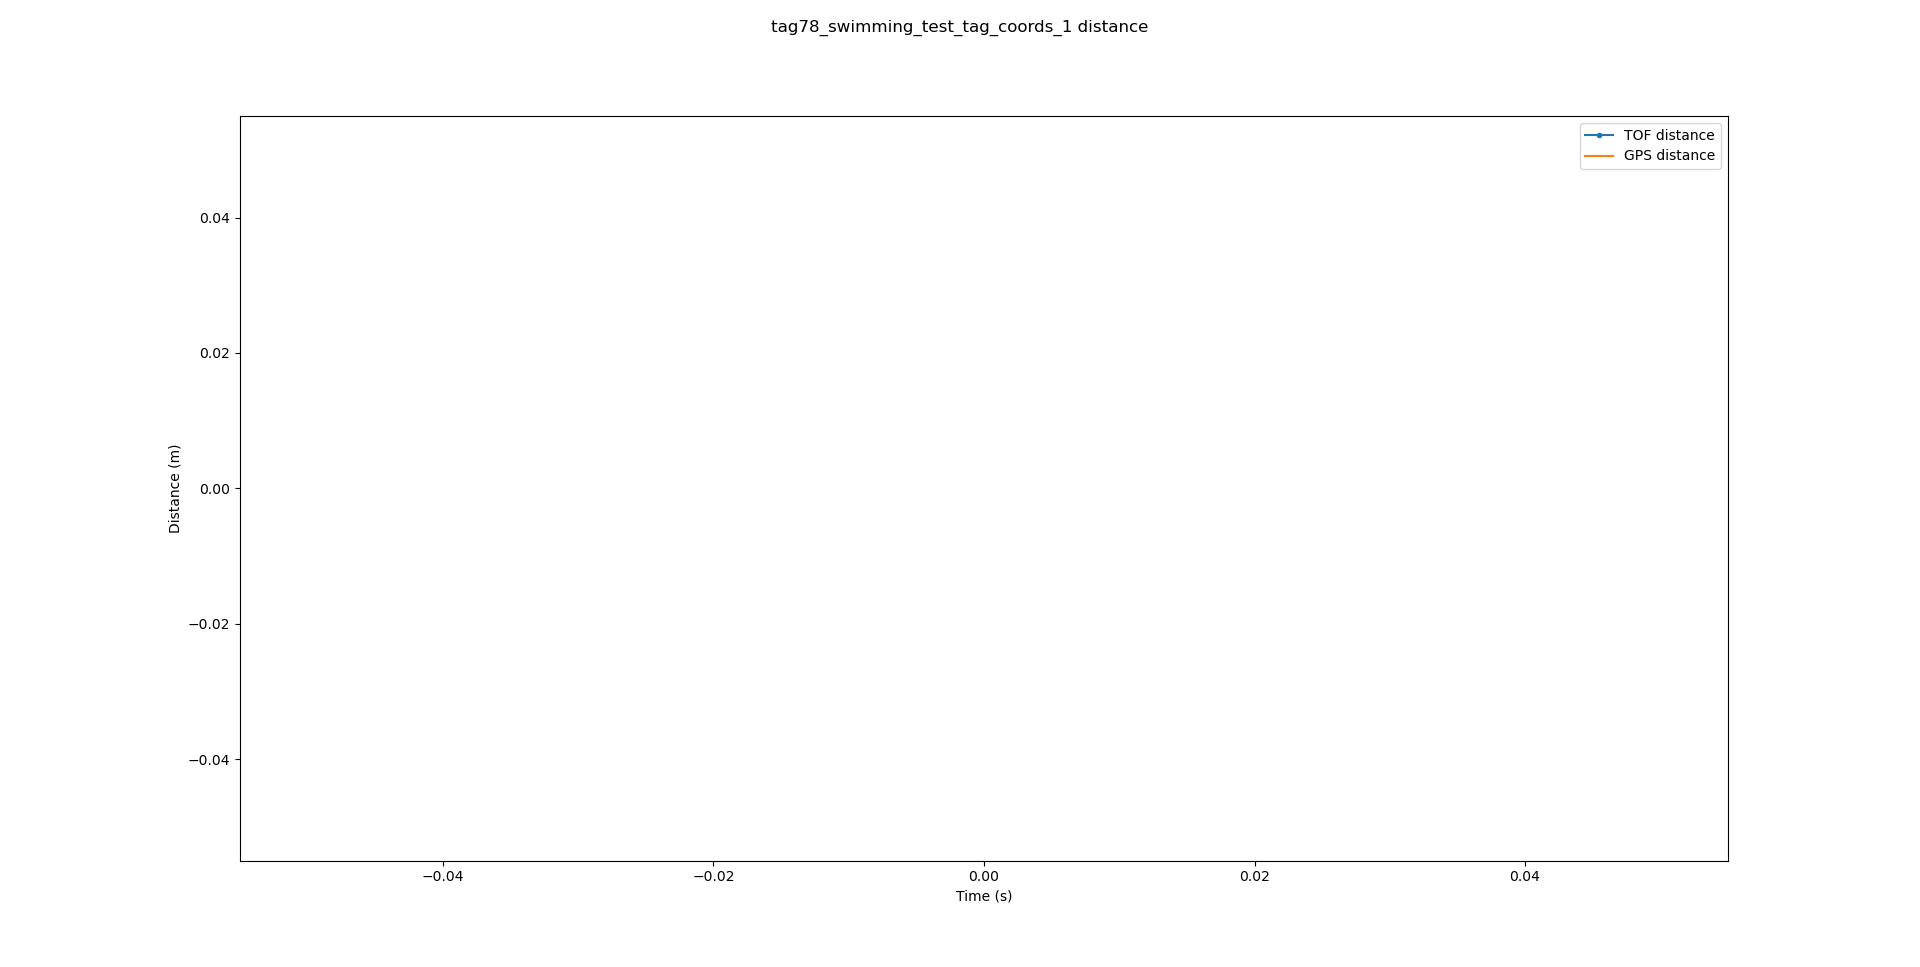 tag78_swimming_test_tag_coords_1 distance
TOF distance
GPS distance
0.04
0.02
0.00
−0.02
−0.04
Distance (m)
−0.04
−0.02
0.00
0.02
0.04
Time (s)